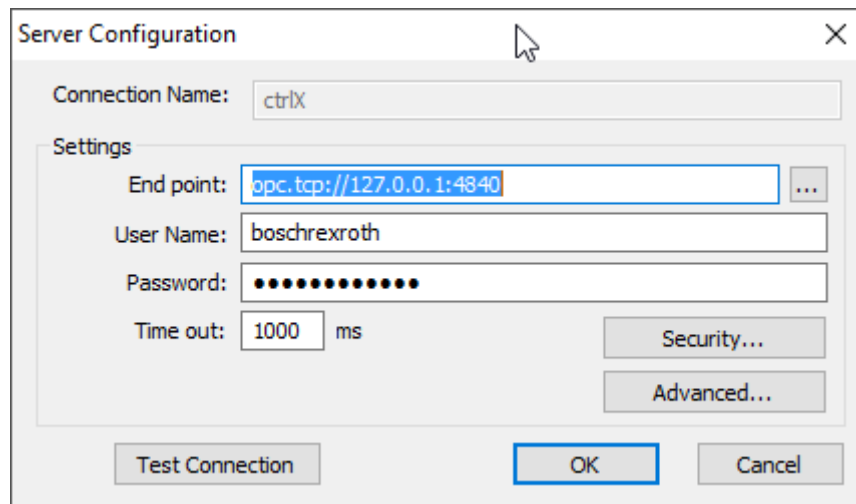 Server Configuration
Connection Name: ctrlX
Settings
End point: opc.tcp://127.0.0.1:4840 ...
User Name: boschrexroth
Password: ●●●●●●●●●●●●
Time out: 1000 ms
Security...
Advanced...
Test Connection OK Cancel